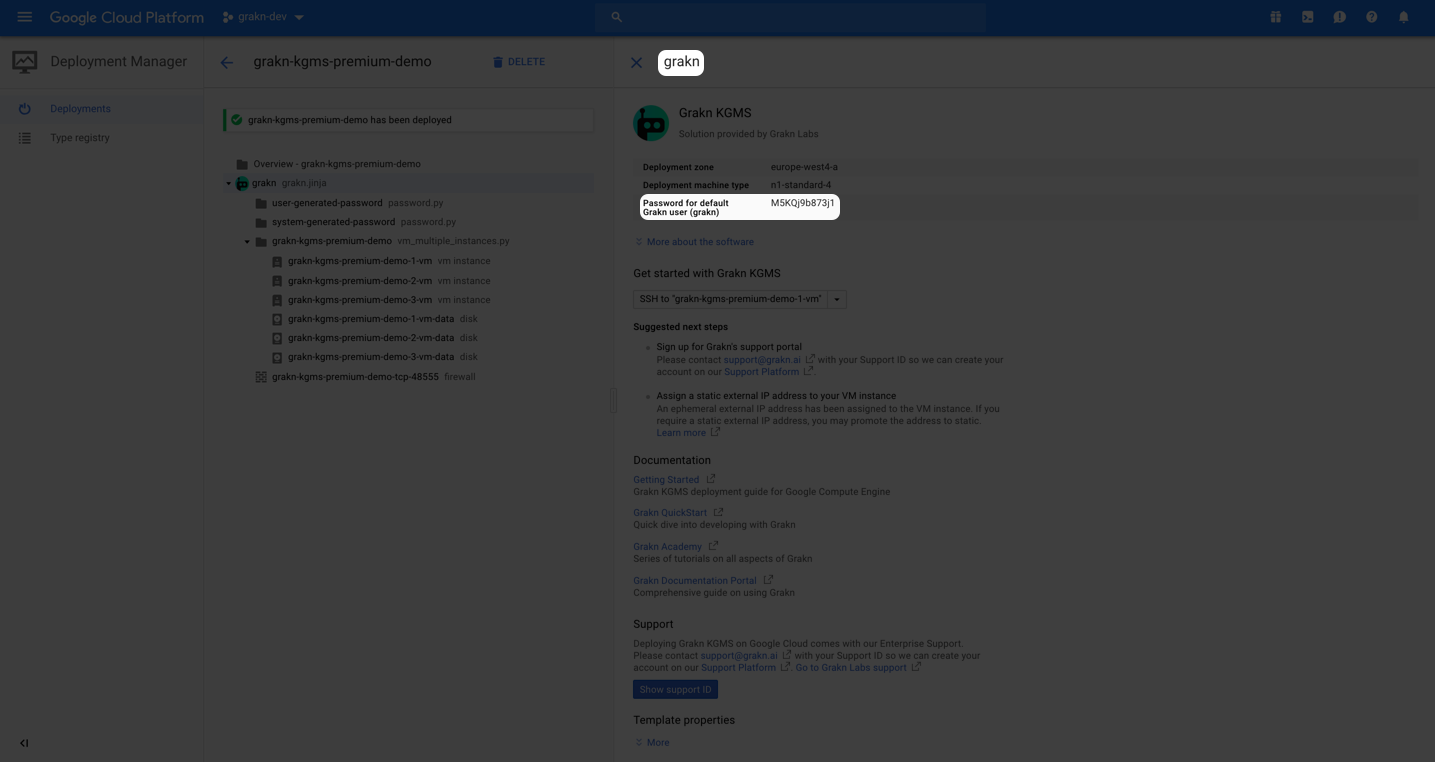 Google Cloud Platform
grakn-dev
Deployment Manager
Deployments
Type registry
grakn-kgms-premium-demo
DELETE
grakn-kgms-premium-demo has been deployed
Overview - grakn-kgms-premium-demo
grakn grakn.jinja
user-generated-password password.py
system-generated-password password.py
grakn-kgms-premium-demo vm_multiple_instances.py
grakn-kgms-premium-demo-1-vm vm instance
grakn-kgms-premium-demo-2-vm vm instance
grakn-kgms-premium-demo-3-vm vm instance
grakn-kgms-premium-demo-1-vm-data disk
grakn-kgms-premium-demo-2-vm-data disk
grakn-kgms-premium-demo-3-vm-data disk
grakn-kgms-premium-demo-tcp-48555 firewall
grakn
Grakn KGMS
Solution provided by Grakn Labs
Deployment zone europe-west4-a
Deployment machine type n1-standard-4
Password for default M5KQj9b873j1
Grakn user (grakn)
More about the software
Get started with Grakn KGMS
SSH to "grakn-kgms-premium-demo-1-vm"
Suggested next steps
Sign up for Grakn's support portal
Please contact support@grakn.ai with your Support ID so we can create your
account on our Support Platform .
Assign a static external IP address to your VM instance
An ephemeral external IP address has been assigned to the VM instance. If you
require a static external IP address, you may promote the address to static.
Learn more
Documentation
Getting Started
Grakn KGMS deployment guide for Google Compute Engine
Grakn QuickStart
Quick dive into developing with Grakn
Grakn Academy
Series of tutorials on all aspects of Grakn
Grakn Documentation Portal
Comprehensive guide on using Grakn
Support
Deploying Grakn KGMS on Google Cloud comes with our Enterprise Support.
Please contact support@grakn.ai with your Support ID so we can create your
account on our Support Platform . Go to Grakn Labs support
Show support ID
Template properties
More